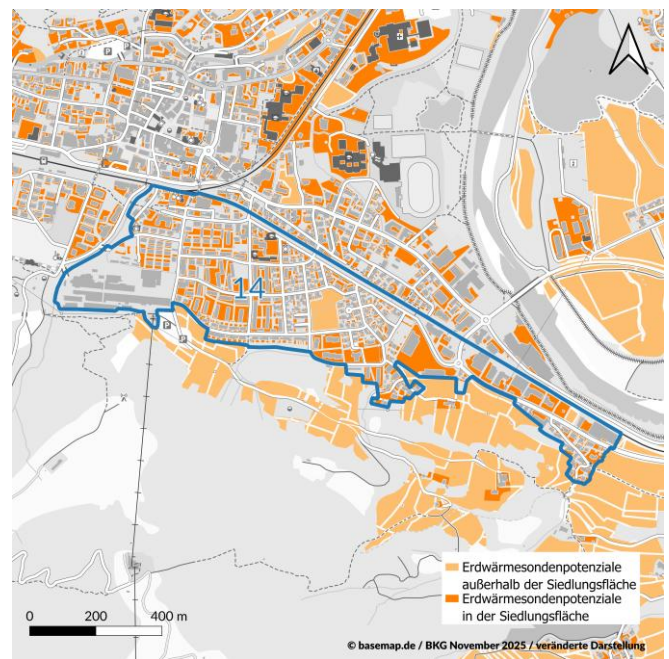 14
Erdwärmesondenpotenziale
außerhalb der Siedlungsfläche
Erdwärmesondenpotenziale
in der Siedlungsfläche
0 200 400 m
© basemap.de / BKG November 2025 / veränderte Darstellung